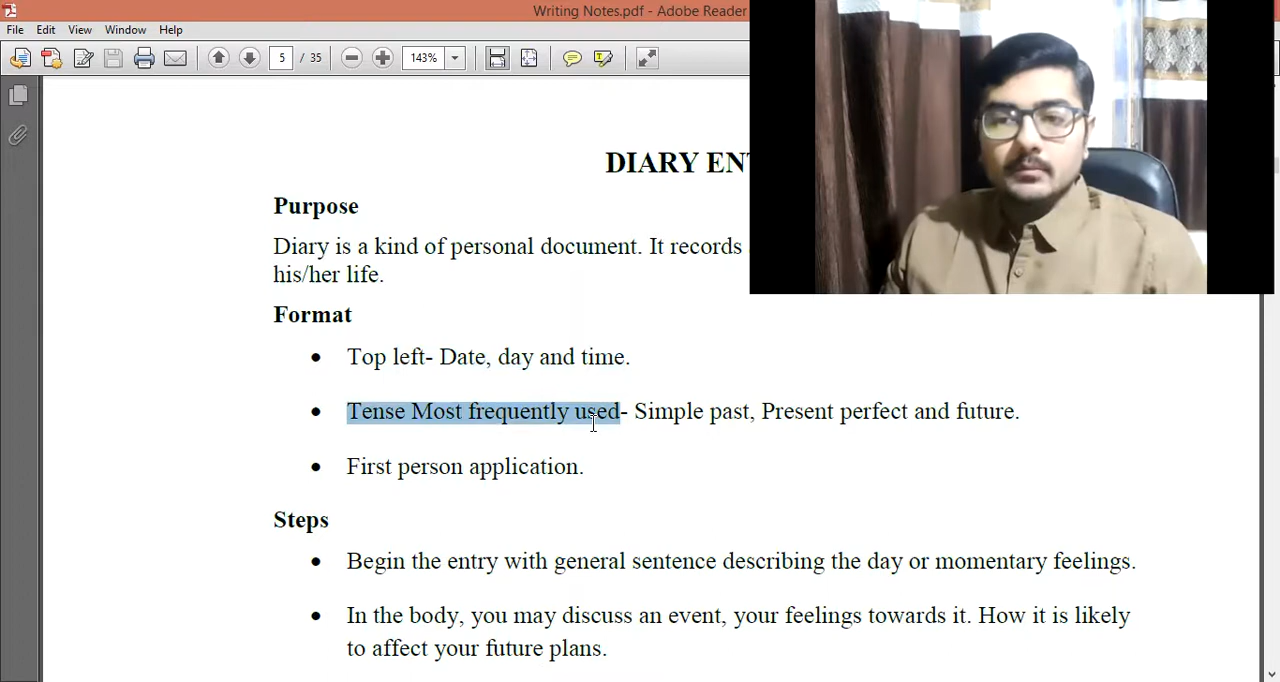 Writing Notes.pdf - Adobe Reader
File Edit View Window Help
5 / 35 143%
DIARY ENT
Purpose
Diary is a kind of personal document. It records
his/her life.
Format
• Top left- Date, day and time.
• Tense Most frequently used- Simple past, Present perfect and future.
• First person application.
Steps
• Begin the entry with general sentence describing the day or momentary feelings.
• In the body, you may discuss an event, your feelings towards it. How it is likely
to affect your future plans.